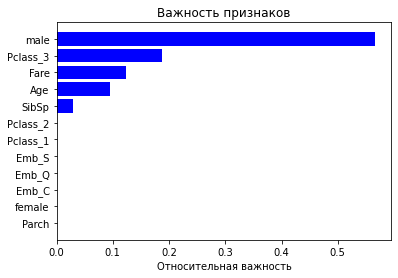 Важность признаков
male
Pclass_3
Fare
Age
SibSp
Pclass_2
Pclass_1
Emb_S
Emb_Q
Emb_C
female
Parch
0.0 0.1 0.2 0.3 0.4 0.5
Относительная важность